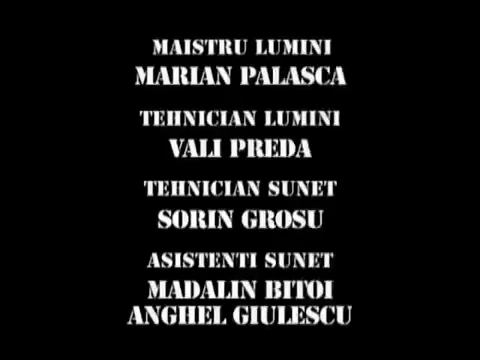 MAISTRU LUMINI
MARIAN PALASCA
TEHNICIAN LUMINI
VALI PREDA
TEHNICIAN SUNET
SORIN GROSU
ASISTENTI SUNET
MADALIN BITOI
ANGHEL GIULESCU